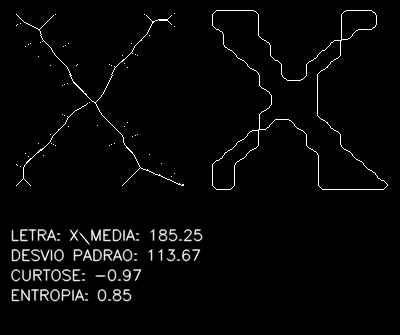 LETRA: X\MEDIA: 185.25
DESVIO PADRAO: 113.67
CURTOSE: -0.97
ENTROPIA: 0.85